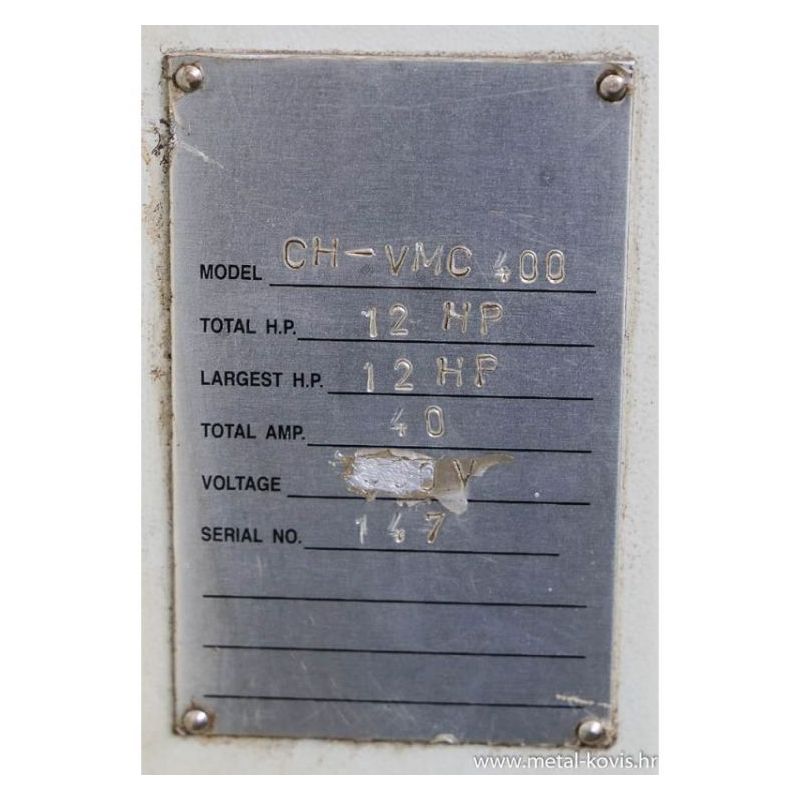 MODEL CH-VMC 400
TOTAL H.P. 12 HP
LARGEST H.P. 12 HP
TOTAL AMP. 40
VOLTAGE
SERIAL NO. 147
www.metal-kovis.hr